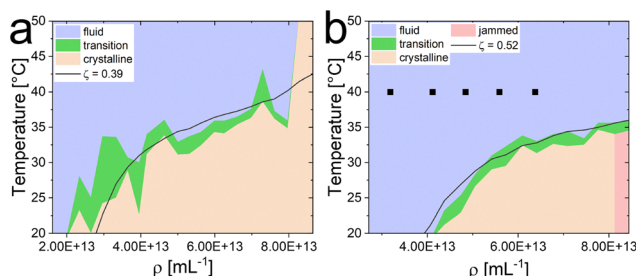 a
fluid
transition
crystalline
ζ = 0.39
Temperature [°C]
50
45
40
35
30
25
20
2.00E+13 4.00E+13 6.00E+13 8.00E+13
ρ [mL⁻¹]
b
fluid
transition
crystalline
jammed
ζ = 0.52
Temperature [°C]
50
45
40
35
30
25
20
4.00E+13 6.00E+13 8.00E+13
ρ [mL⁻¹]